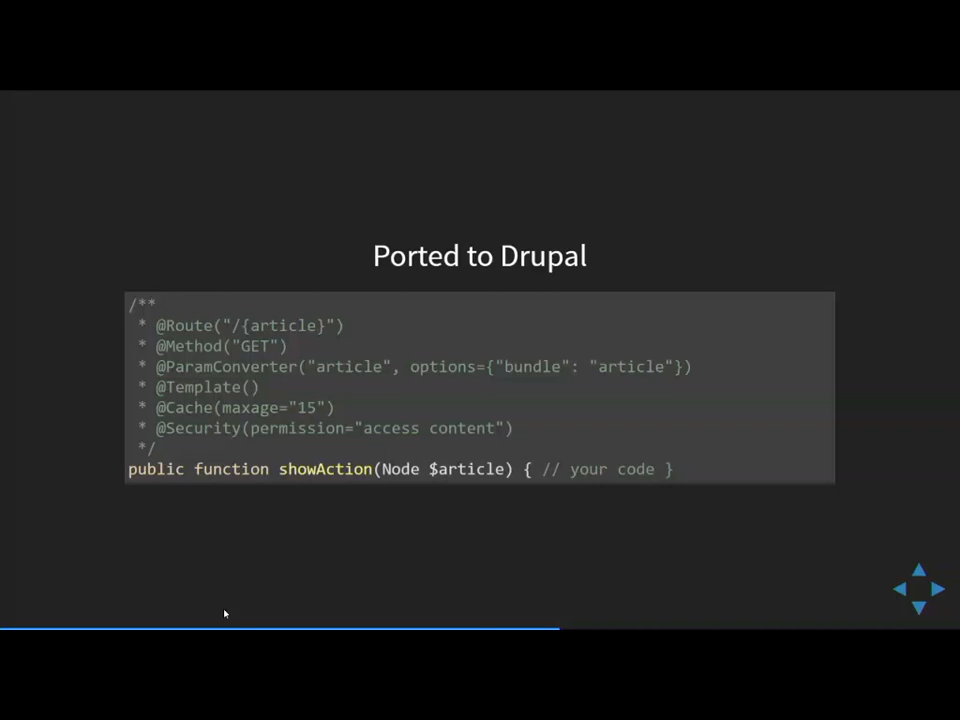 Ported to Drupal
/**
 * @Route("/{article}")
 * @Method("GET")
 * @ParamConverter("article", options={"bundle": "article"})
 * @Template()
 * @Cache(maxage="15")
 * @Security(permission="access content")
 */
public function showAction(Node $article) { // your code }